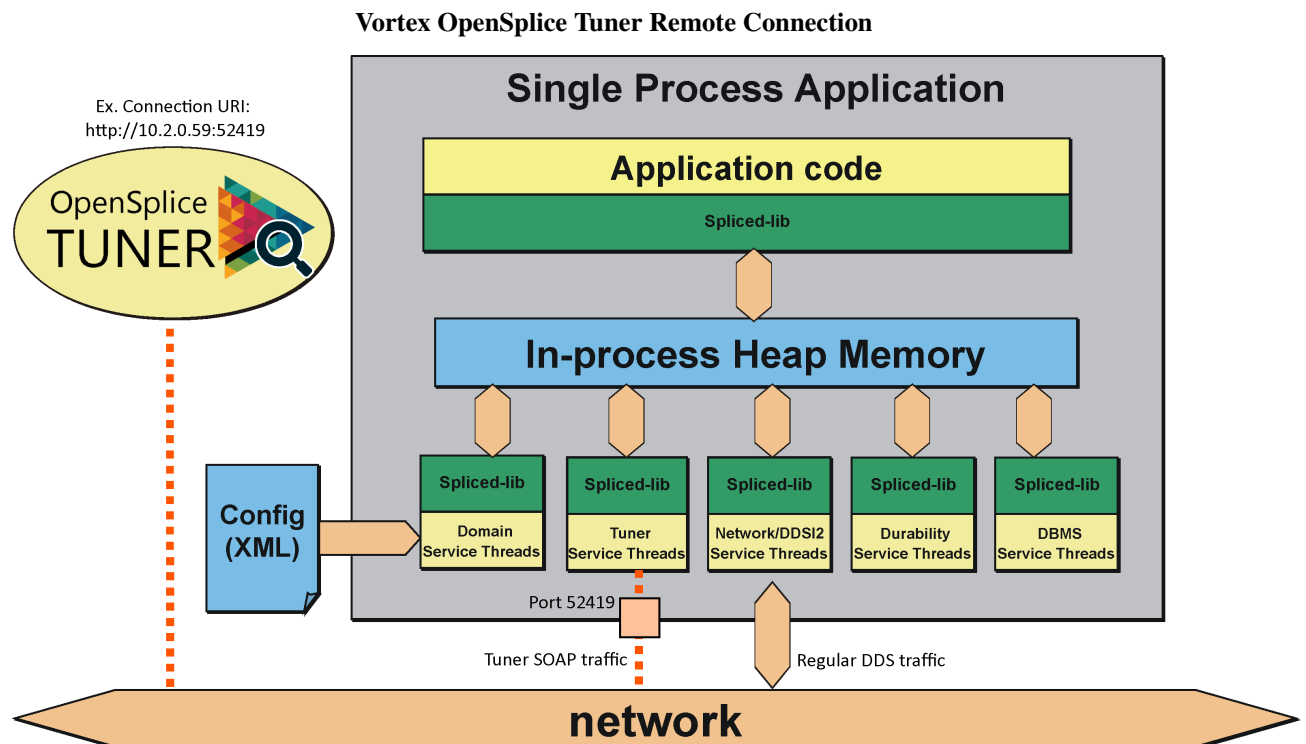 Vortex OpenSplice Tuner Remote Connection
Single Process Application
Ex. Connection URI:
http://10.2.0.59:52419
OpenSplice
TUNER
Application code
Spliced-lib
In-process Heap Memory
Config
(XML)
Spliced-lib
Domain
Service Threads
Spliced-lib
Tuner
Service Threads
Spliced-lib
Network/DDSI2
Service Threads
Spliced-lib
Durability
Service Threads
Spliced-lib
DBMS
Service Threads
Port 52419
Tuner SOAP traffic
Regular DDS traffic
network